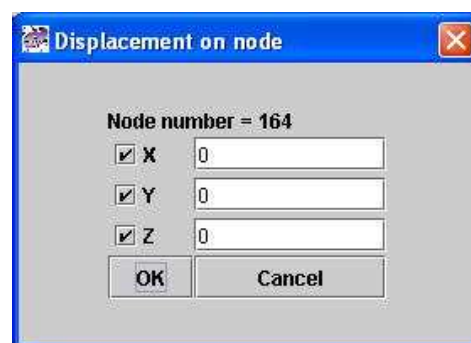 Displacement on node
Node number = 164
X 0
Y 0
Z 0
OK Cancel